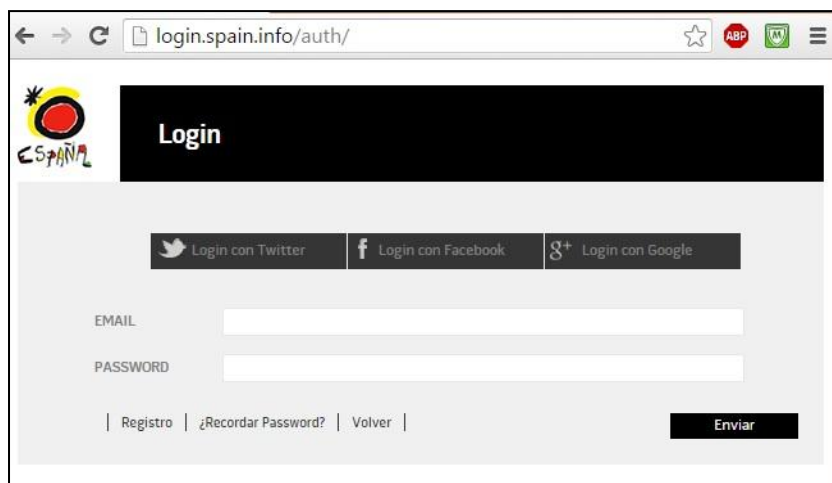 login.spain.info/auth/
ABP
M
ESPAÑA
Login
Login con Twitter
f Login con Facebook
g+ Login con Google
EMAIL
PASSWORD
| Registro | ¿Recordar Password? | Volver |
Enviar